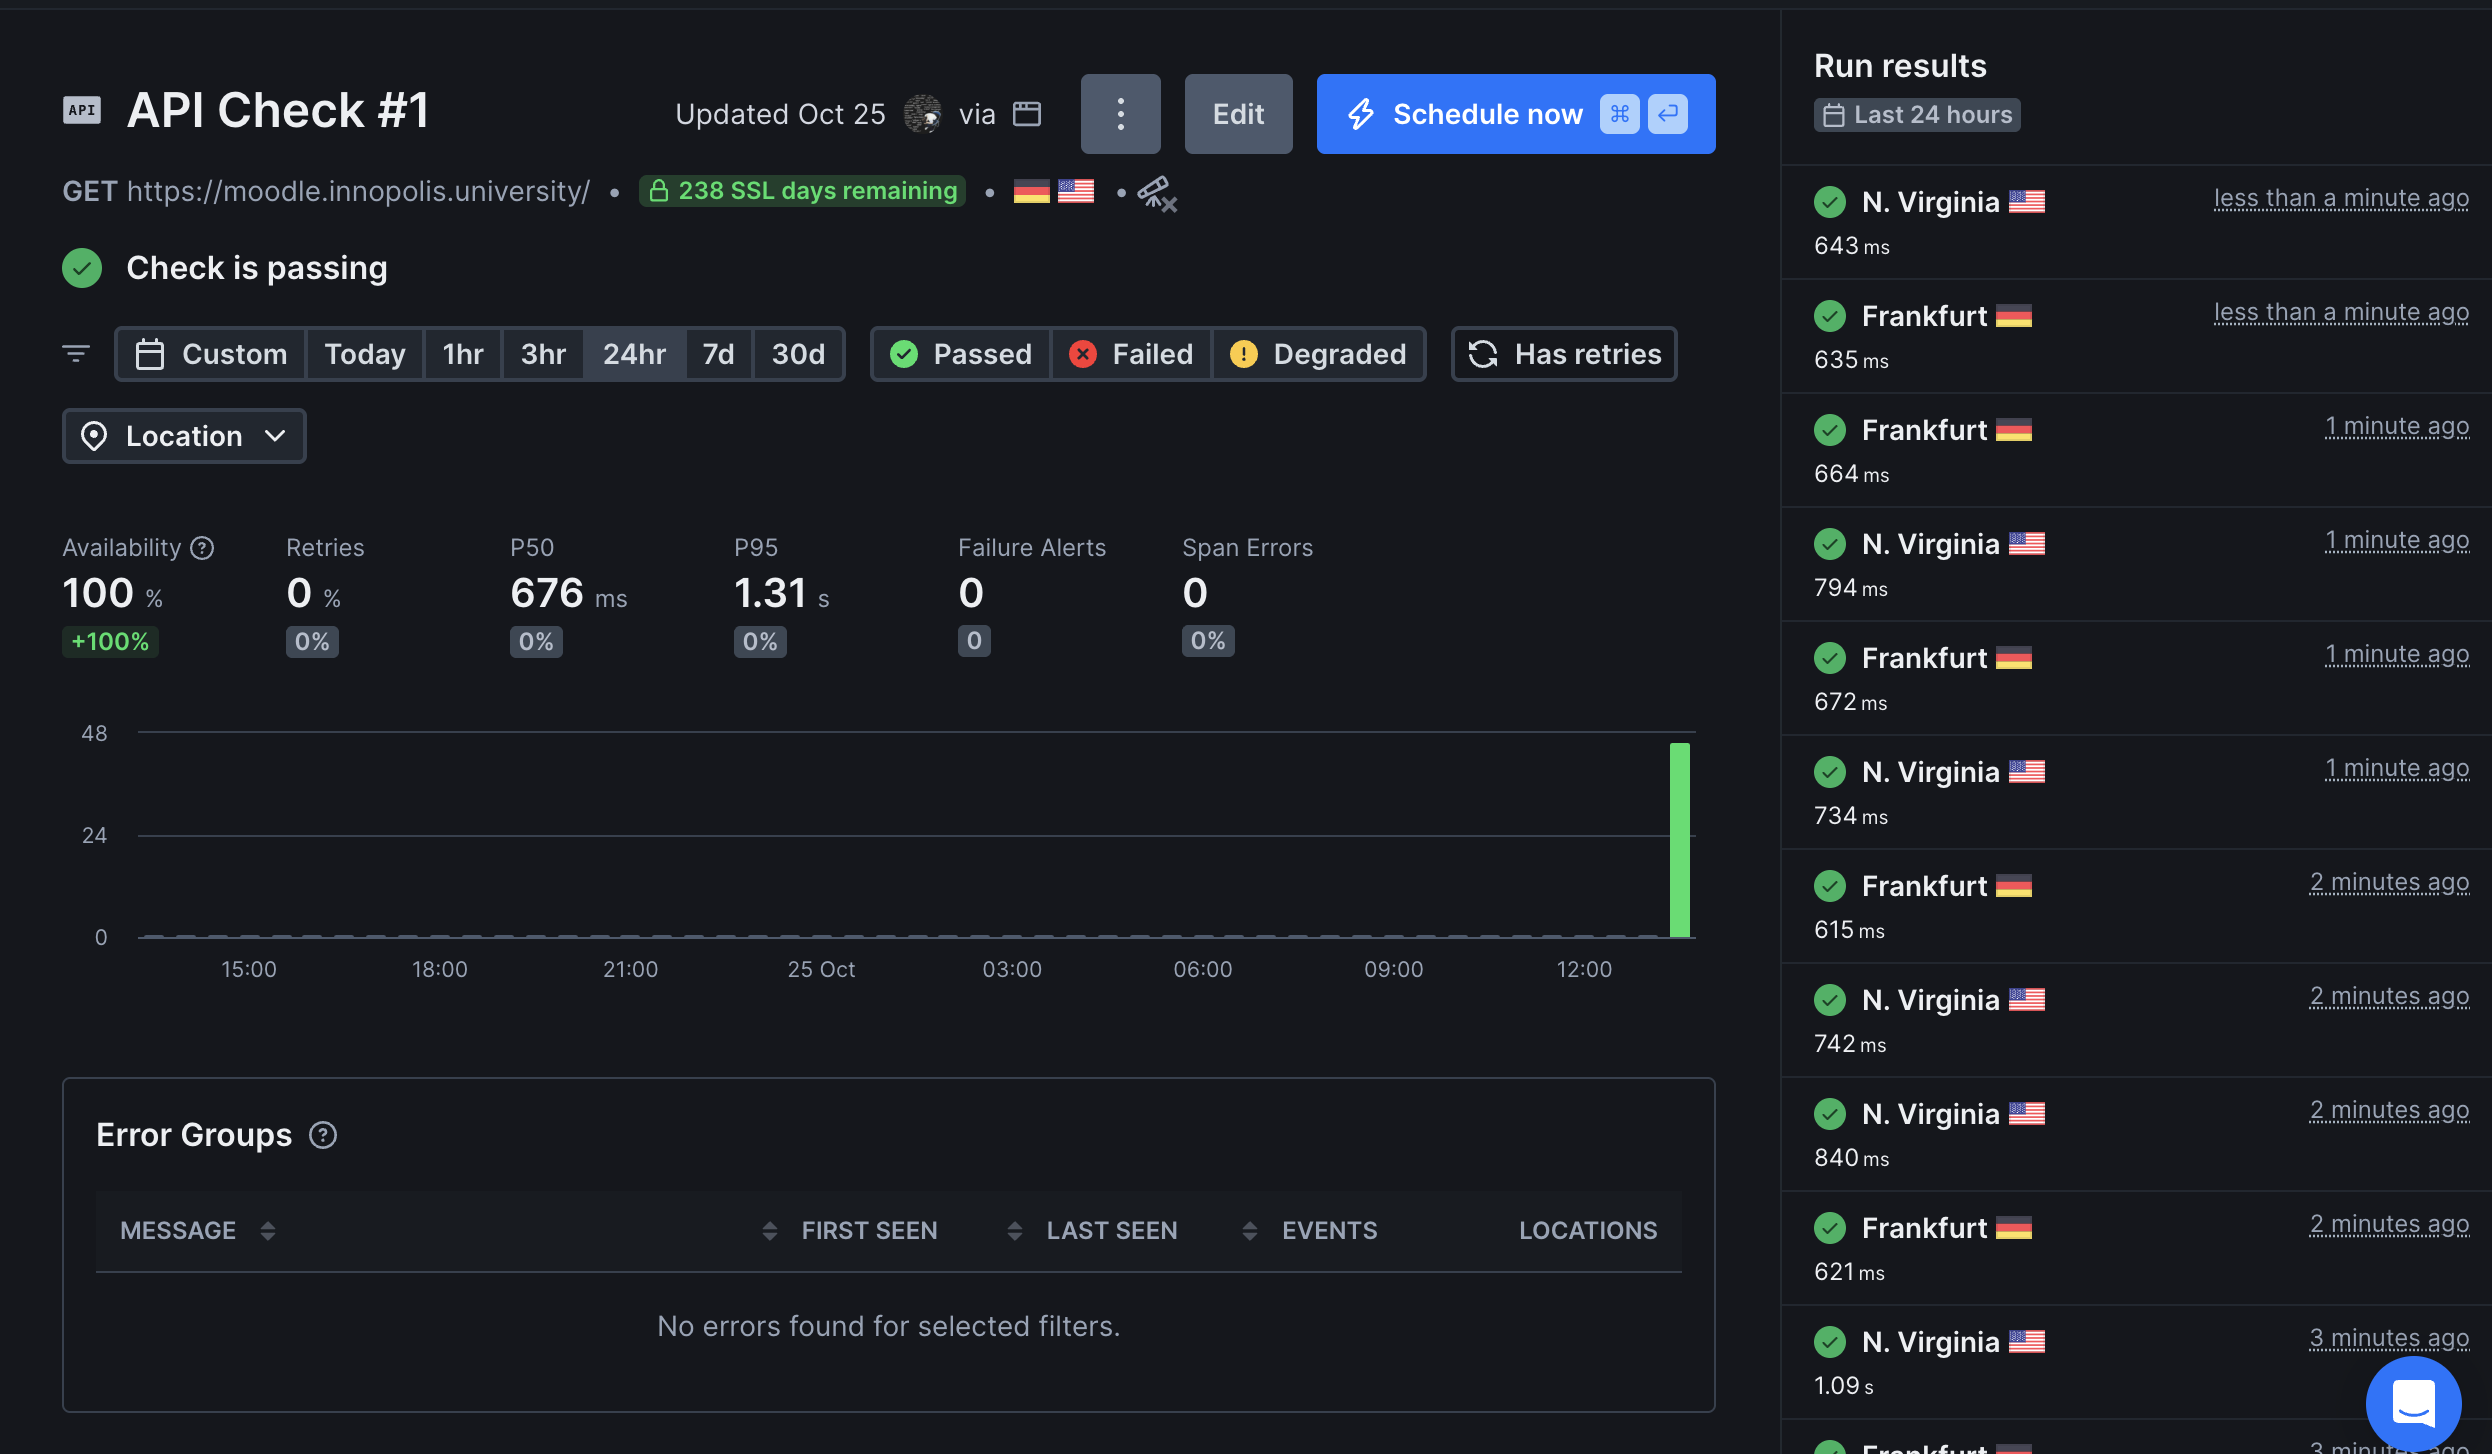 API API Check #1 Updated Oct 25 via Edit Schedule now
GET https://moodle.innopolis.university/ • 238 SSL days remaining • •
Check is passing
Custom Today 1hr 3hr 24hr 7d 30d Passed Failed Degraded Has retries
Location
Availability Retries P50 P95 Failure Alerts Span Errors
100 % 0 % 676 ms 1.31 s 0 0
+100% 0% 0% 0% 0 0%
48
24
0
15:00 18:00 21:00 25 Oct 03:00 06:00 09:00 12:00
Error Groups
MESSAGE FIRST SEEN LAST SEEN EVENTS LOCATIONS
No errors found for selected filters.
Run results
Last 24 hours
N. Virginia less than a minute ago
643 ms
Frankfurt less than a minute ago
635 ms
Frankfurt 1 minute ago
664 ms
N. Virginia 1 minute ago
794 ms
Frankfurt 1 minute ago
672 ms
N. Virginia 1 minute ago
734 ms
Frankfurt 2 minutes ago
615 ms
N. Virginia 2 minutes ago
742 ms
N. Virginia 2 minutes ago
840 ms
Frankfurt 2 minutes ago
621 ms
N. Virginia 3 minutes ago
1.09 s
Frankfurt 3 ago